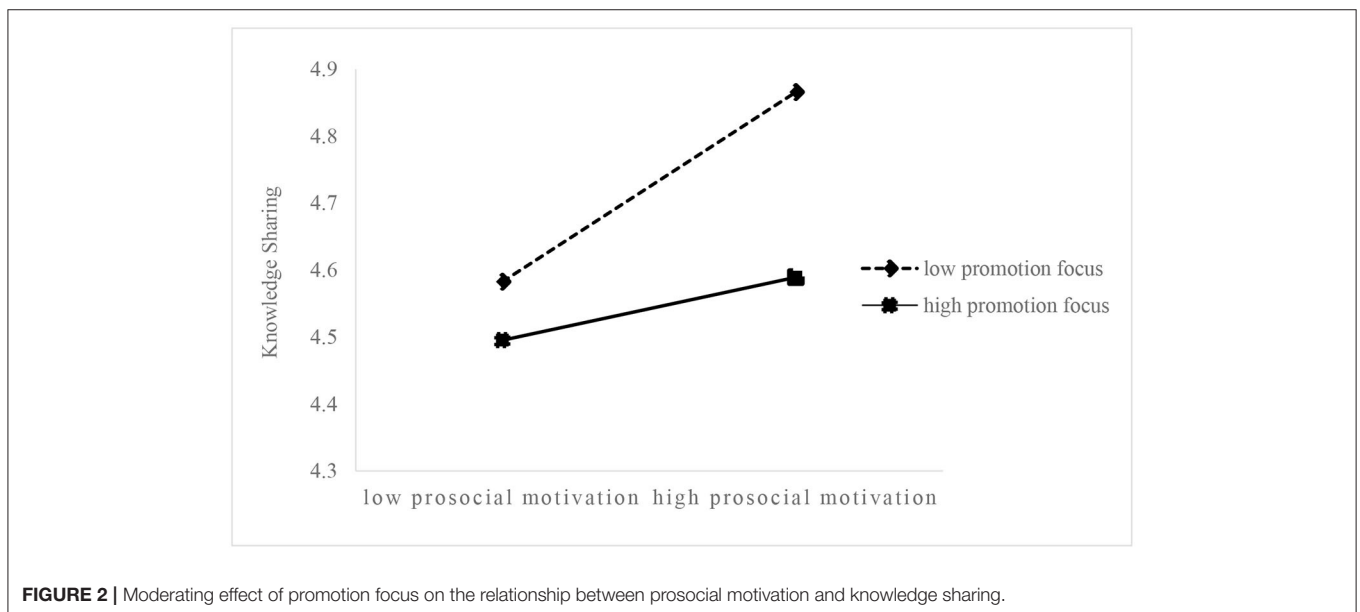 4.9
4.8
4.7
4.6
4.5
4.4
4.3
Knowledge Sharing
low prosocial motivation high prosocial motivation
low promotion focus
high promotion focus
FIGURE 2 | Moderating effect of promotion focus on the relationship between prosocial motivation and knowledge sharing.